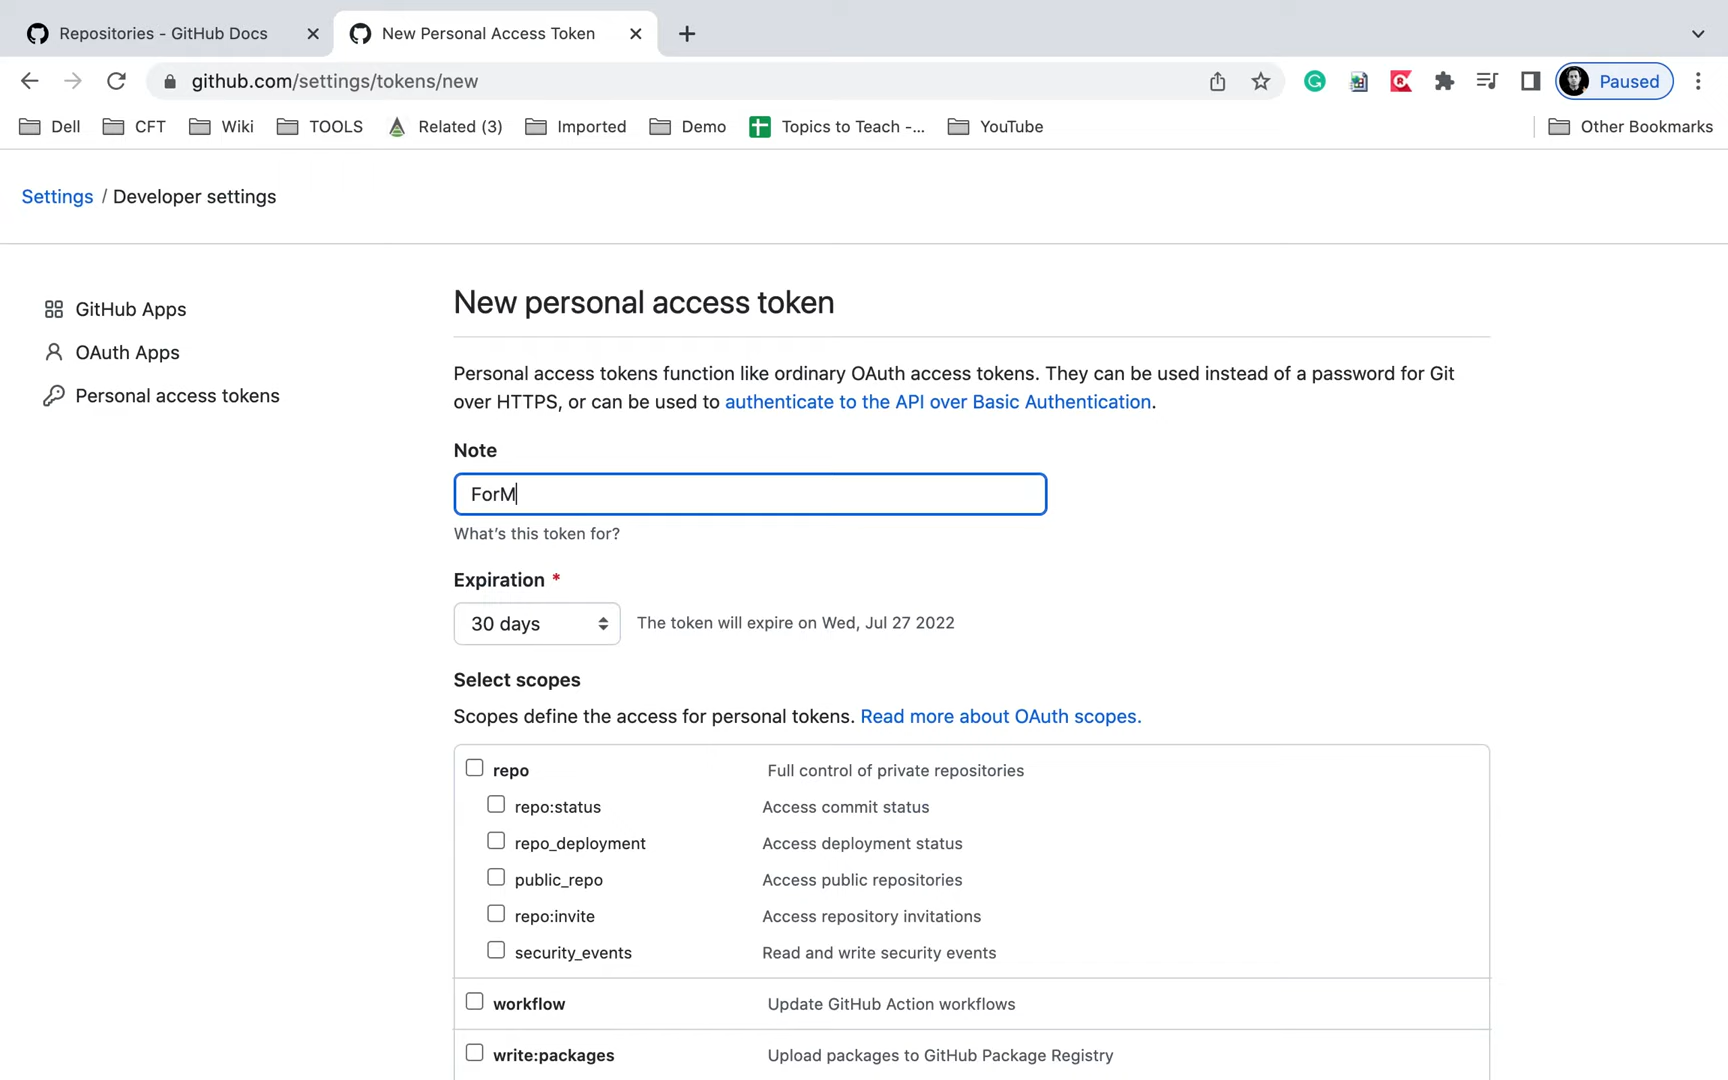 Repositories - GitHub Docs
New Personal Access Token
github.com/settings/tokens/new
Paused
Dell
CFT
Wiki
TOOLS
Related (3)
Imported
Demo
Topics to Teach -...
YouTube
Other Bookmarks
Settings / Developer settings
GitHub Apps
OAuth Apps
Personal access tokens
New personal access token
Personal access tokens function like ordinary OAuth access tokens. They can be used instead of a password for Git
over HTTPS, or can be used to authenticate to the API over Basic Authentication.
Note
ForM
What's this token for?
Expiration *
30 days
The token will expire on Wed, Jul 27 2022
Select scopes
Scopes define the access for personal tokens. Read more about OAuth scopes.
repo Full control of private repositories
repo:status Access commit status
repo_deployment Access deployment status
public_repo Access public repositories
repo:invite Access repository invitations
security_events Read and write security events
workflow Update GitHub Action workflows
write:packages Upload packages to GitHub Package Registry